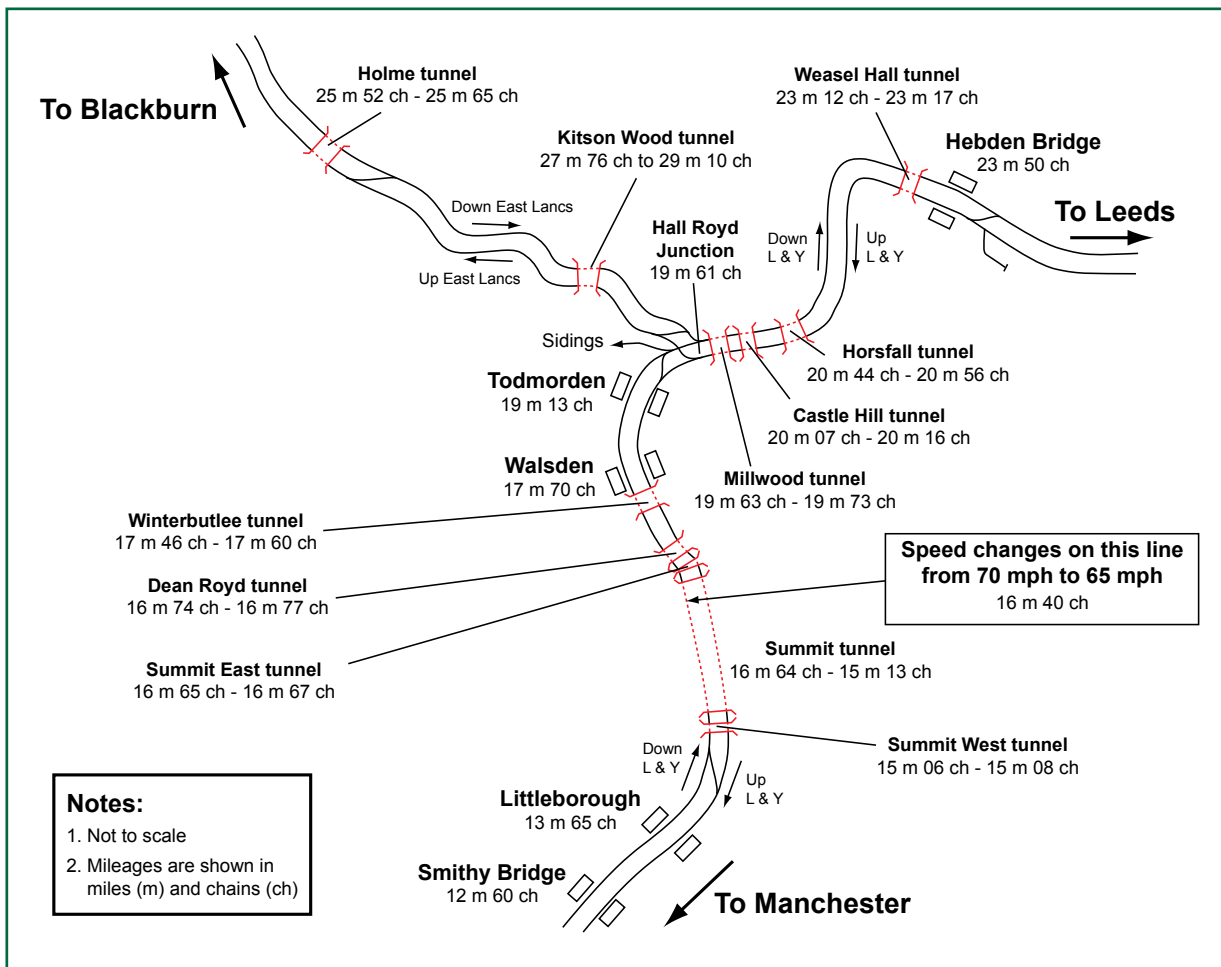 Holme tunnel
25 m 52 ch - 25 m 65 ch
To Blackburn
Kitson Wood tunnel
27 m 76 ch to 29 m 10 ch
Weasel Hall tunnel
23 m 12 ch - 23 m 17 ch
Hebden Bridge
23 m 50 ch
To Leeds
Down East Lancs
Up East Lancs
Hall Royd
Junction
19 m 61 ch
Down
L & Y
Up
L & Y
Sidings
Horsfall tunnel
20 m 44 ch - 20 m 56 ch
Todmorden
19 m 13 ch
Castle Hill tunnel
20 m 07 ch - 20 m 16 ch
Walsden
17 m 70 ch
Millwood tunnel
19 m 63 ch - 19 m 73 ch
Winterbutlee tunnel
17 m 46 ch - 17 m 60 ch
Speed changes on this line
from 70 mph to 65 mph
16 m 40 ch
Dean Royd tunnel
16 m 74 ch - 16 m 77 ch
Summit East tunnel
16 m 65 ch - 16 m 67 ch
Summit tunnel
16 m 64 ch - 15 m 13 ch
Summit West tunnel
15 m 06 ch - 15 m 08 ch
Down
L & Y
Up
L & Y
Littleborough
13 m 65 ch
Smithy Bridge
12 m 60 ch
To Manchester
Notes:
1. Not to scale
2. Mileages are shown in
miles (m) and chains (ch)